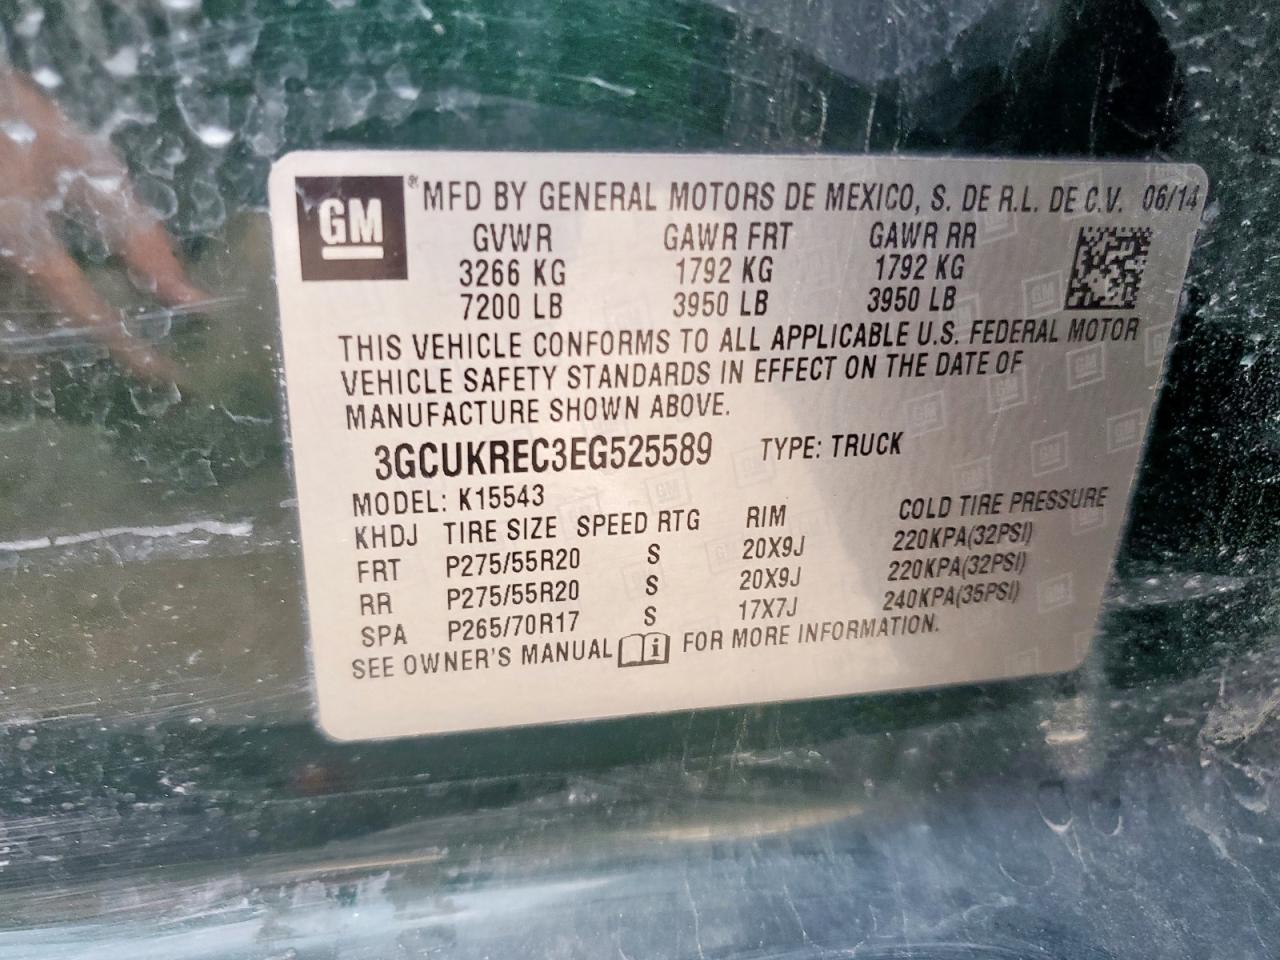 GM ® MFD BY GENERAL MOTORS DE MEXICO, S. DE R.L. DE C.V. 06/14
GVWR GAWR FRT GAWR RR
3266 KG 1792 KG 1792 KG
7200 LB 3950 LB 3950 LB
THIS VEHICLE CONFORMS TO ALL APPLICABLE U.S. FEDERAL MOTOR
VEHICLE SAFETY STANDARDS IN EFFECT ON THE DATE OF
MANUFACTURE SHOWN ABOVE.
3GCUKREC3EG525589 TYPE: TRUCK
MODEL: K15543
KHDJ TIRE SIZE SPEED RTG RIM COLD TIRE PRESSURE
FRT P275/55R20 S 20X9J 220KPA(32PSI)
RR P275/55R20 S 20X9J 220KPA(32PSI)
SPA P265/70R17 S 17X7J 240KPA(35PSI)
SEE OWNER'S MANUAL FOR MORE INFORMATION.